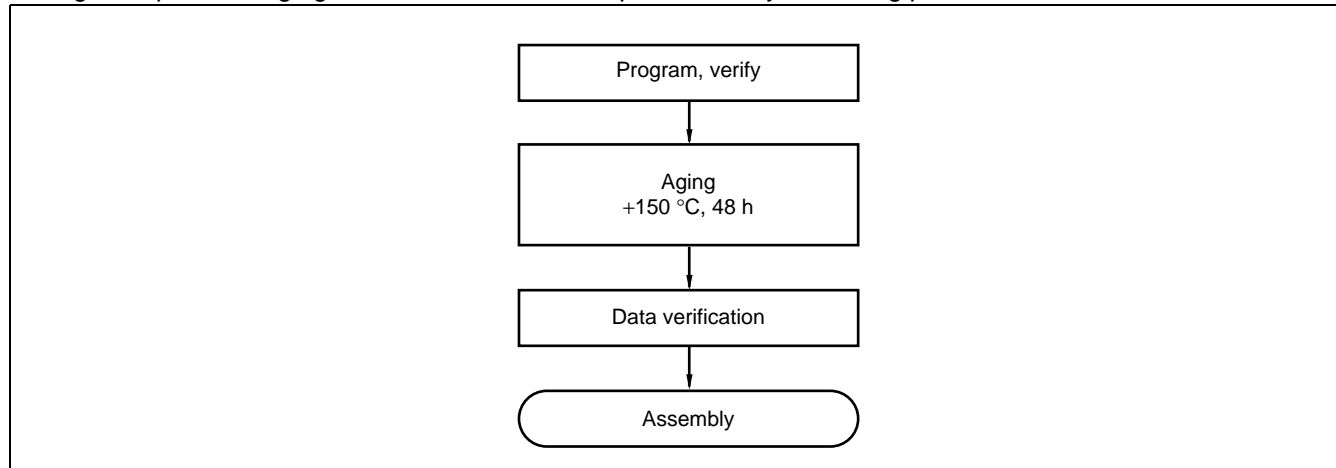 Program, verify
Aging
+150 °C, 48 h
Data verification
Assembly